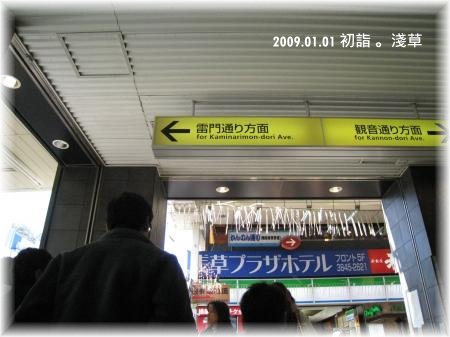 2009.01.01 初詣 。淺草
← 雷門通り方面
for Kaminarimon-dori Ave.
観音通り方面 →
for Kannon-dori Ave.
浅草プラザホテル
フロント5F
3845-2621